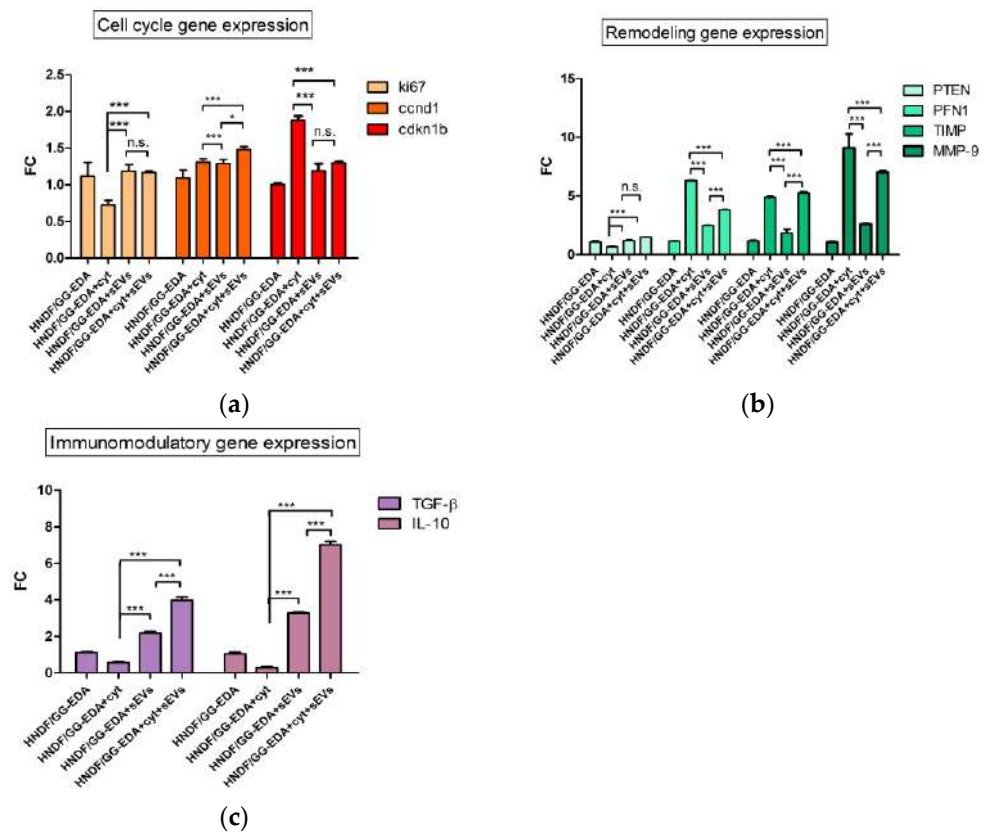 Cell cycle gene expression
2.5
2.0
1.5
1.0
0.5
0.0
FC
***
***
n.s.
***
***
*
***
***
n.s.
ki67
ccnd1
cdkn1b
HNDF/GG-EDA
HNDF/GG-EDA+cyt
HNDF/GG-EDA+sEVs
HNDF/GG-EDA+cyt+sEVs
HNDF/GG-EDA
HNDF/GG-EDA+cyt
HNDF/GG-EDA+sEVs
HNDF/GG-EDA+cyt+sEVs
HNDF/GG-EDA
HNDF/GG-EDA+cyt
HNDF/GG-EDA+sEVs
HNDF/GG-EDA+cyt+sEVs
(a)
Remodeling gene expression
15
10
5
0
FC
n.s.
***
***
***
***
***
***
***
***
***
***
PTEN
PFN1
TIMP
MMP-9
HNDF/GG-EDA
HNDF/GG-EDA+cyt
HNDF/GG-EDA+sEVs
HNDF/GG-EDA+cyt+sEVs
HNDF/GG-EDA
HNDF/GG-EDA+cyt
HNDF/GG-EDA+sEVs
HNDF/GG-EDA+cyt+sEVs
HNDF/GG-EDA
HNDF/GG-EDA+cyt
HNDF/GG-EDA+sEVs
HNDF/GG-EDA+cyt+sEVs
HNDF/GG-EDA
HNDF/GG-EDA+cyt
HNDF/GG-EDA+sEVs
HNDF/GG-EDA+cyt+sEVs
(b)
Immunomodulatory gene expression
10
8
6
4
2
0
FC
***
***
***
***
***
***
TGF-β
IL-10
HNDF/GG-EDA
HNDF/GG-EDA+cyt
HNDF/GG-EDA+sEVs
HNDF/GG-EDA+cyt+sEVs
HNDF/GG-EDA
HNDF/GG-EDA+cyt
HNDF/GG-EDA+sEVs
HNDF/GG-EDA+cyt+sEVs
(c)